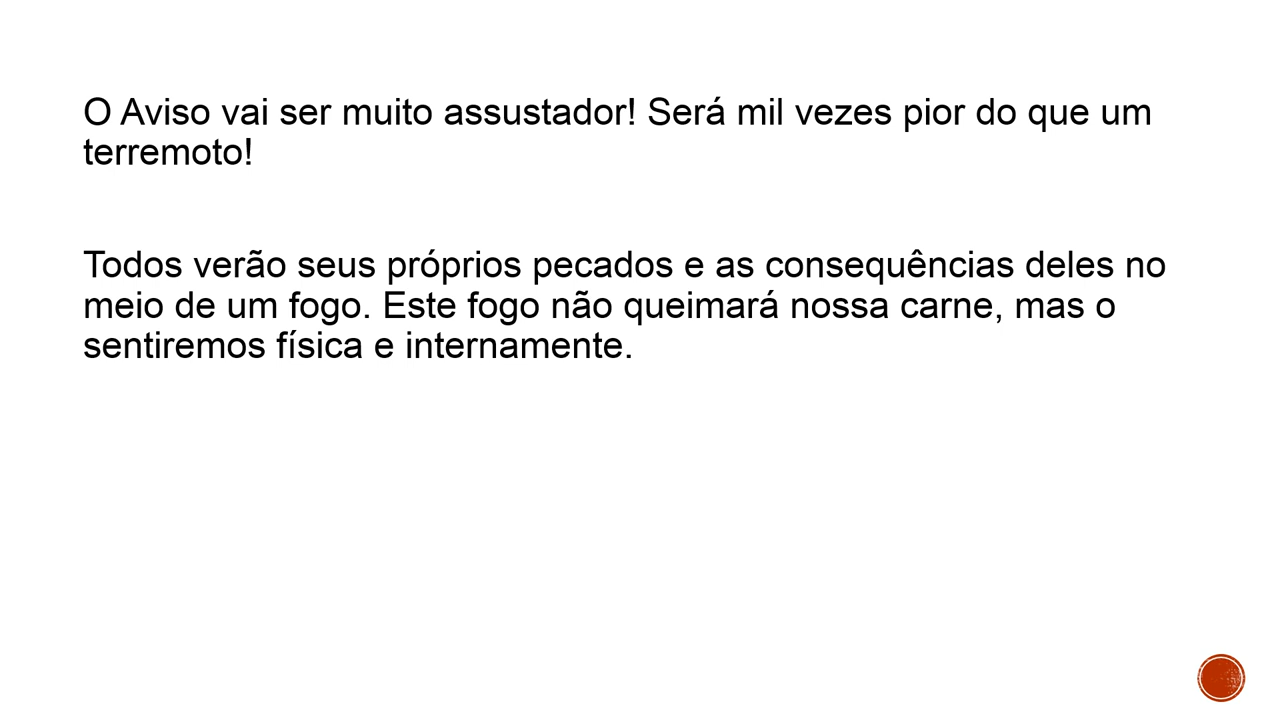 O Aviso vai ser muito assustador! Será mil vezes pior do que um
terremoto!
Todos verão seus próprios pecados e as consequências deles no
meio de um fogo. Este fogo não queimará nossa carne, mas o
sentiremos física e internamente.